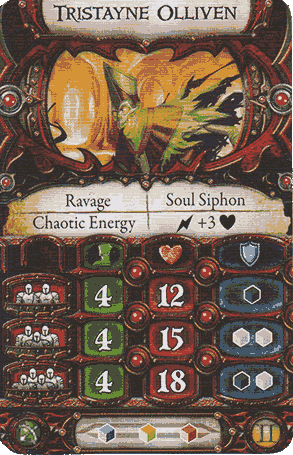 TRISTAYNE OLLIVEN
Ravage
Soul Siphon
Chaotic Energy
+3
4 12
4 15
4 18
II